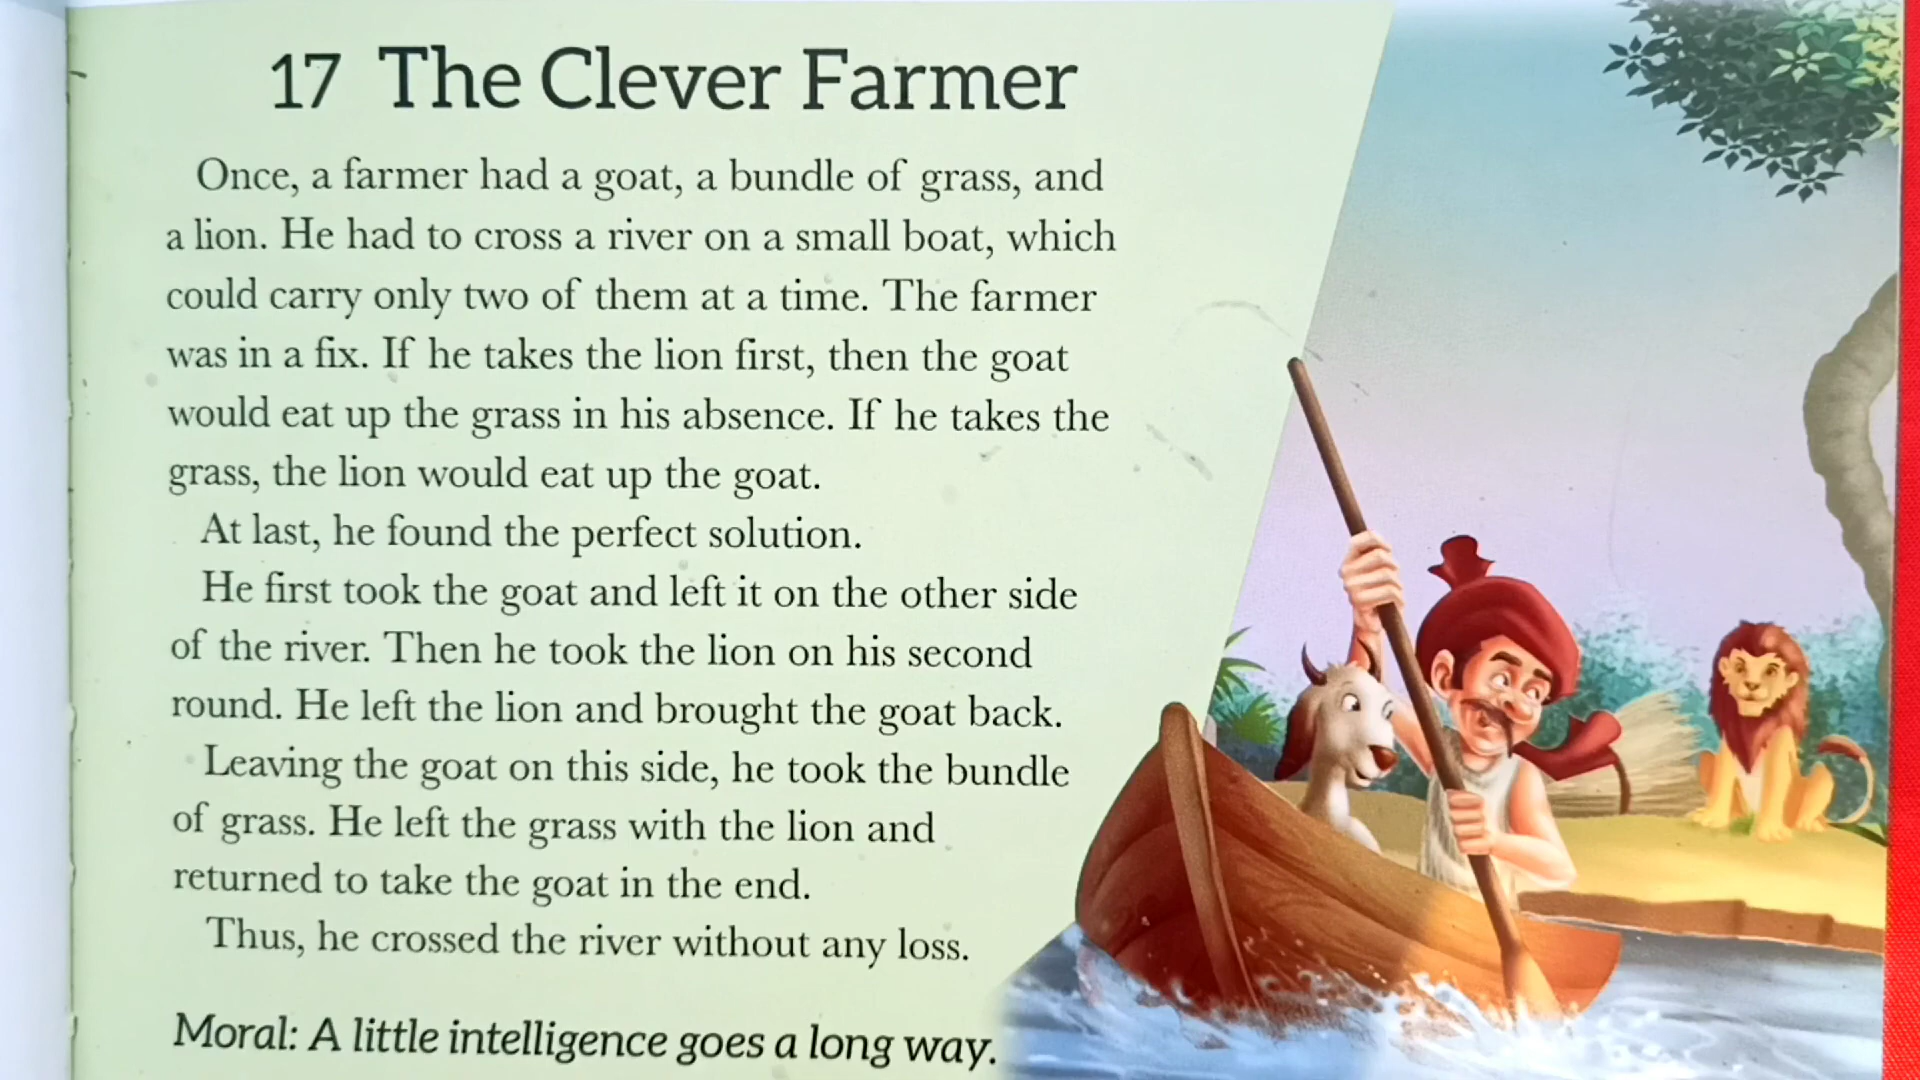 17 The Clever Farmer
Once, a farmer had a goat, a bundle of grass, and
a lion. He had to cross a river on a small boat, which
could carry only two of them at a time. The farmer
was in a fix. If he takes the lion first, then the goat
would eat up the grass in his absence. If he takes the
grass, the lion would eat up the goat.
At last, he found the perfect solution.
He first took the goat and left it on the other side
of the river. Then he took the lion on his second
round. He left the lion and brought the goat back.
Leaving the goat on this side, he took the bundle
of grass. He left the grass with the lion and
returned to take the goat in the end.
Thus, he crossed the river without any loss.
Moral: A little intelligence goes a long way.